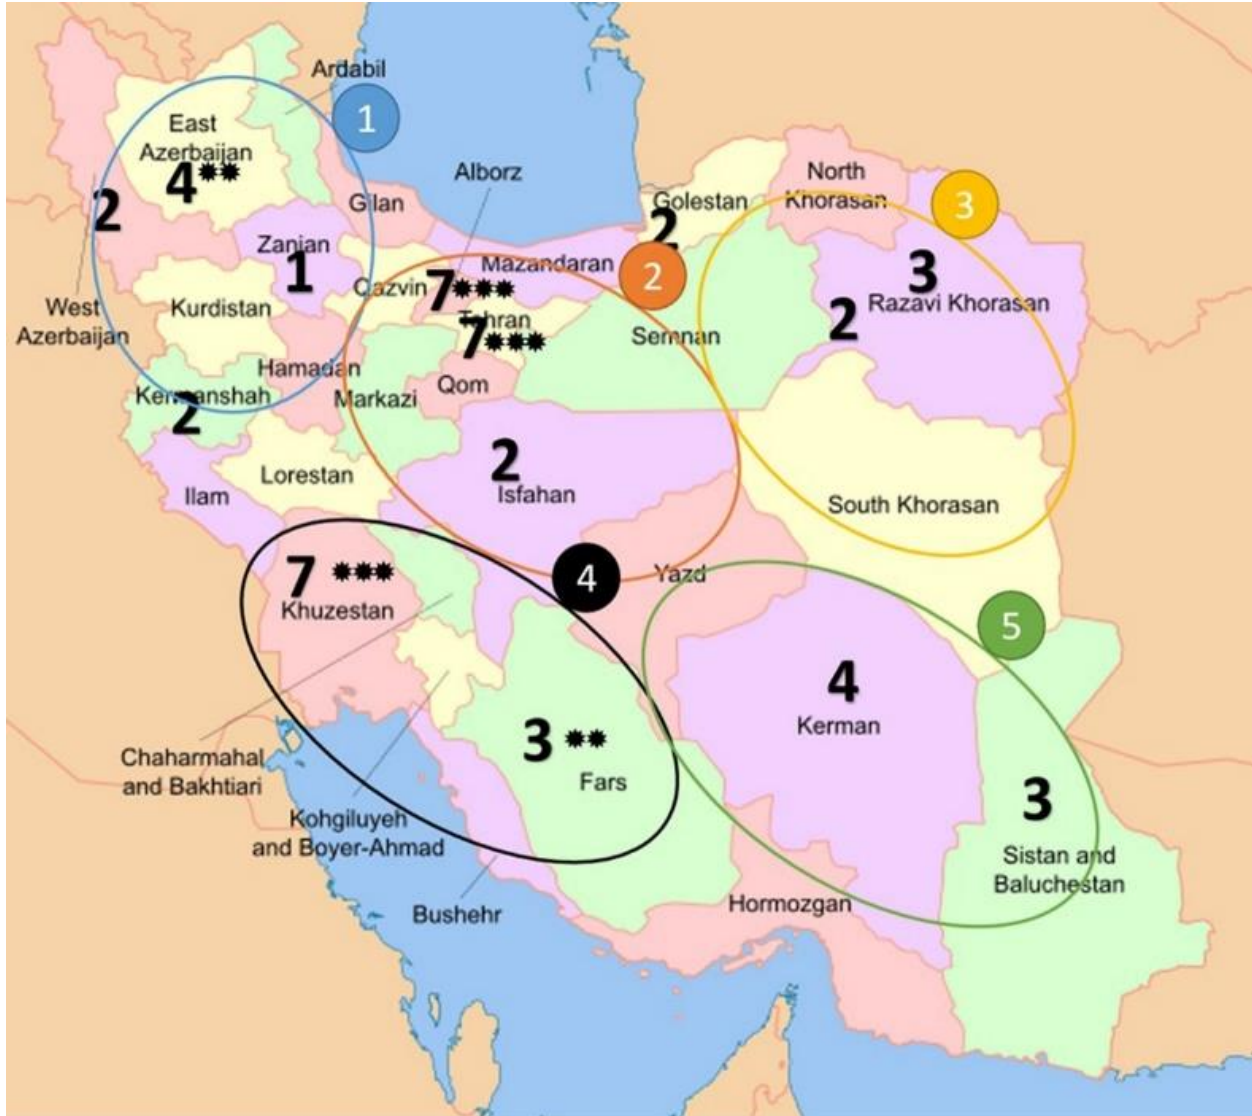 Ardabil
1
East
Azerbaijan
4**
Alborz
North
Khorasan
3
2
Gilan
Golestan
2
Zanjan
1
Mazandaran
2
3
Qazvin
7***
Razavi Khorasan
2
West
Azerbaijan
Kurdistan
Tehran
7***
Semnan
Hamadan
Kermanshah
2
Markazi
Qom
Lorestan
Ilam
2
Isfahan
South Khorasan
7 ***
Khuzestan
4
Yazd
5
4
Kerman
3 **
Fars
Chaharmahal
and Bakhtiari
Kohgiluyeh
and Boyer-Ahmad
3
Sistan and
Baluchestan
Bushehr
Hormozgan